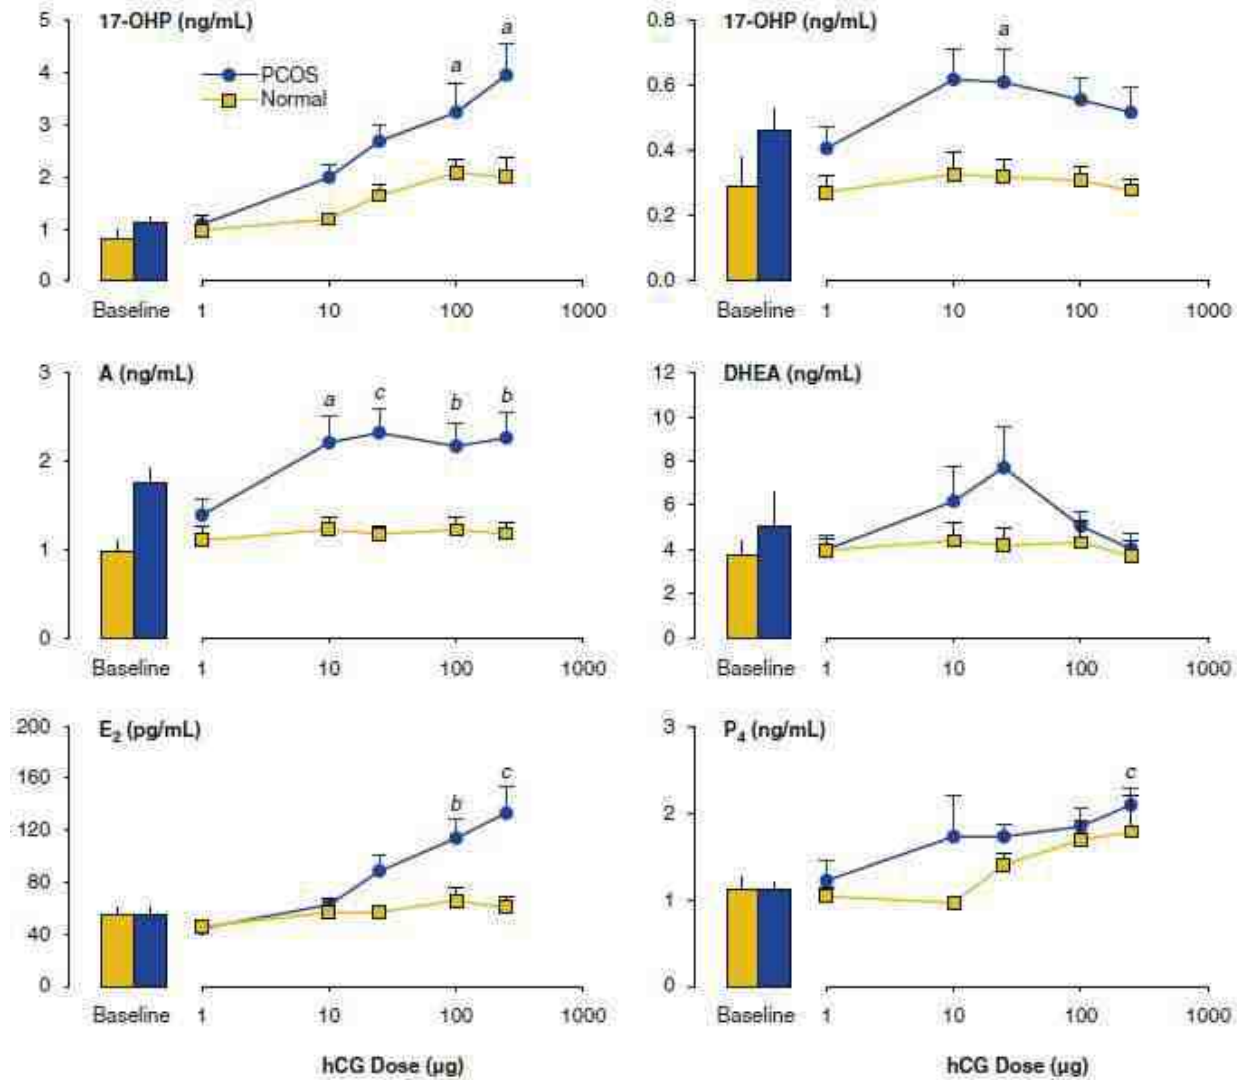 17-OHP (ng/mL)
5
4
3
2
1
0
PCOS
Normal
a
a
Baseline
1
10
100
1000
17-OHP (ng/mL)
0.8
0.6
0.4
0.2
0.0
a
Baseline
1
10
100
1000
A (ng/mL)
3
2
1
0
a
c
b
b
Baseline
1
10
100
1000
DHEA (ng/mL)
12
10
8
6
4
2
0
Baseline
1
10
100
1000
E2 (pg/mL)
200
160
120
80
40
0
b
c
Baseline
1
10
100
1000
hCG Dose (μg)
P4 (ng/mL)
3
2
1
0
c
Baseline
1
10
100
1000
hCG Dose (μg)